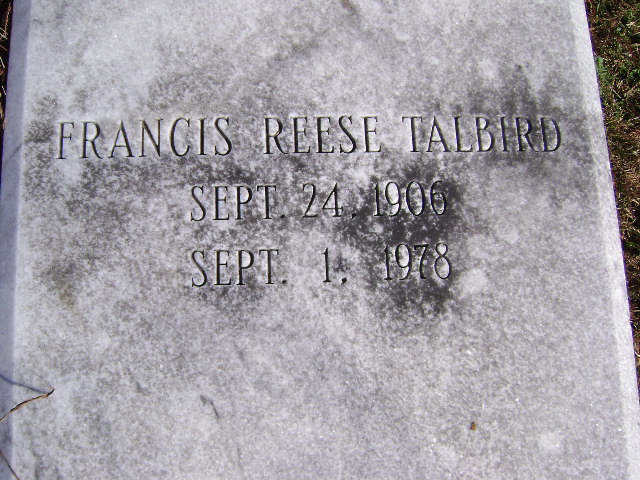 FRANCIS REESE TALBIRD
SEPT. 24, 1906
SEPT. 1, 1978